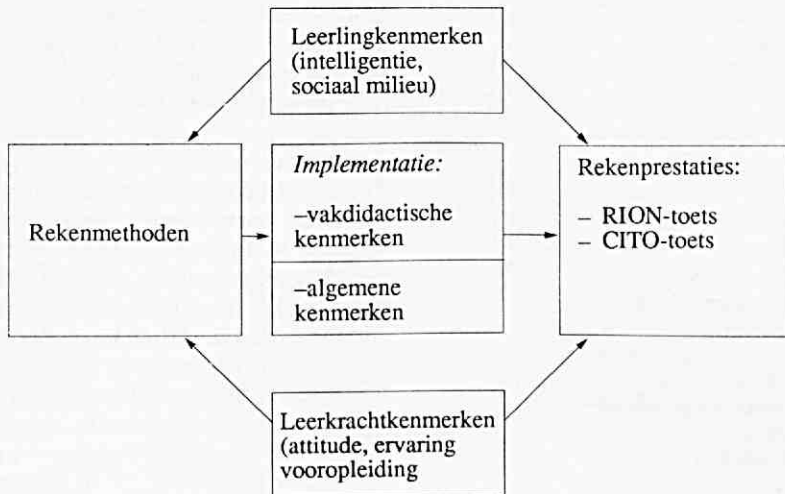 Leerlingkenmerken
(intelligentie,
sociaal milieu)
Rekenmethoden
Implementatie:
–vakdidactische
kenmerken
–algemene
kenmerken
Rekenprestaties:
– RION-toets
– CITO-toets
Leerkrachtkenmerken
(attitude, ervaring
vooropleiding